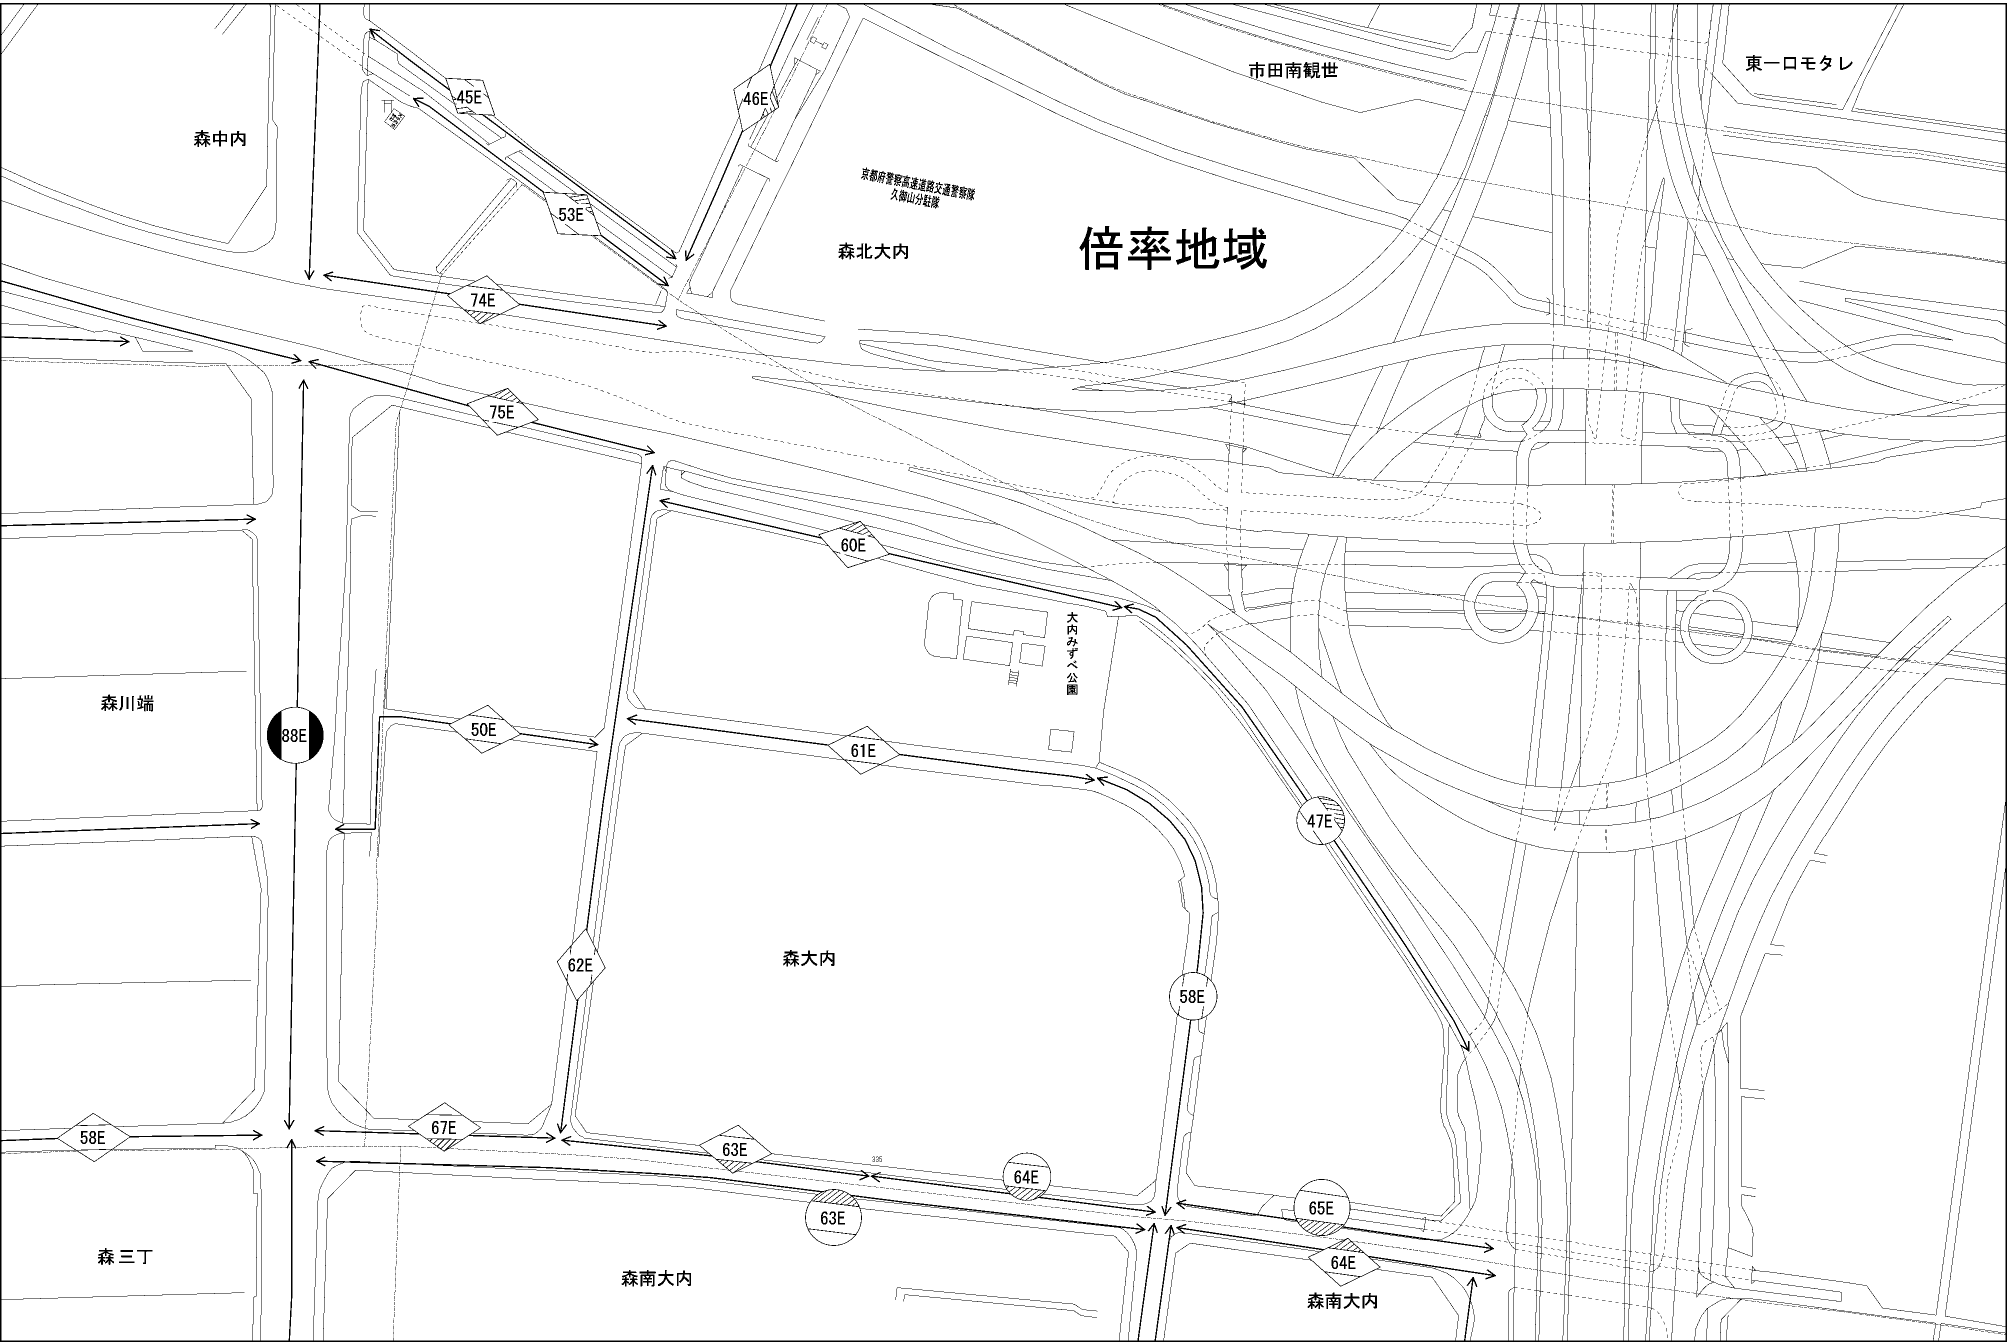 市田南観世
東一口モタレ
45E
46E
森中内
京都府警察高速道路交通警察隊
久御山分駐隊
53E
森北大内
倍率地域
74E
75E
60E
大内みずべ公園
森川端
88E
50E
61E
47E
森大内
62E
58E
58E
67E
63E
335
64E
63E
65E
64E
森三丁
森南大内
森南大内